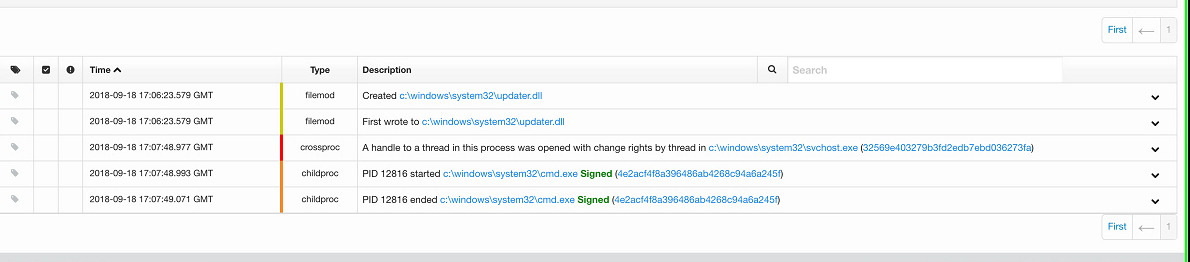 First ← 1
Time Type Description Search
2018-09-18 17:06:23.579 GMT filemod Created c:\windows\system32\updater.dll
2018-09-18 17:06:23.579 GMT filemod First wrote to c:\windows\system32\updater.dll
2018-09-18 17:07:48.977 GMT crossproc A handle to a thread in this process was opened with change rights by thread in c:\windows\system32\svchost.exe (32569e403279b3fd2edb7ebd036273fa)
2018-09-18 17:07:48.993 GMT childproc PID 12816 started c:\windows\system32\cmd.exe Signed (4e2acf4f8a396486ab4268c94a6a245f)
2018-09-18 17:07:49.071 GMT childproc PID 12816 ended c:\windows\system32\cmd.exe Signed (4e2acf4f8a396486ab4268c94a6a245f)
First ← 1